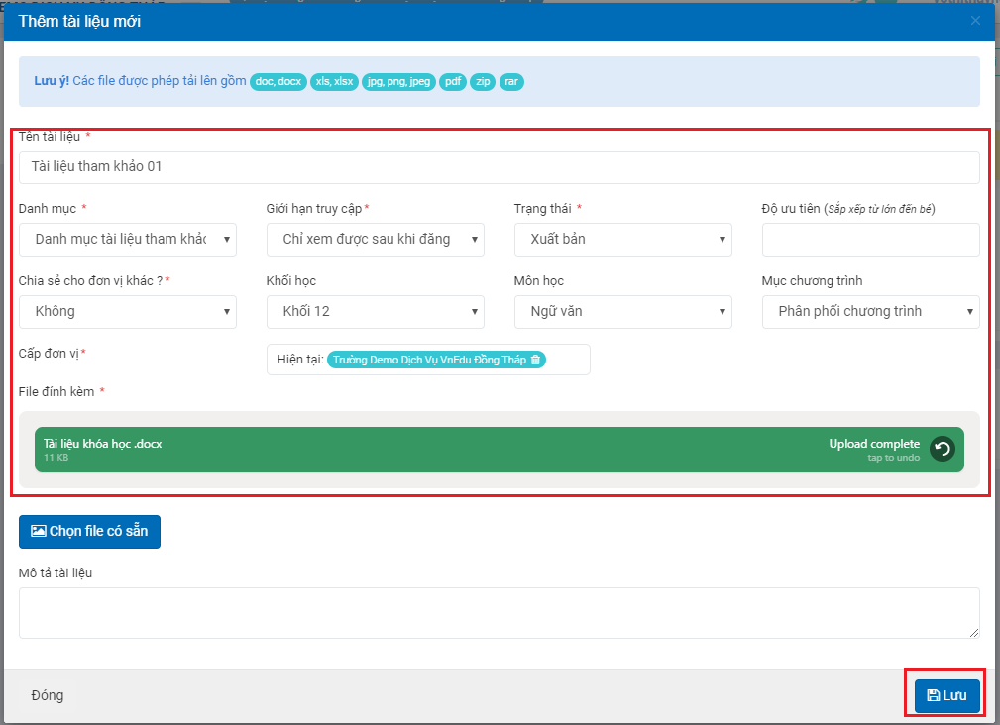 Thêm tài liệu mới ×
Lưu ý! Các file được phép tải lên gồm doc, docx xls, xlsx jpg, png, jpeg pdf zip rar
Tên tài liệu *
Tài liệu tham khảo 01
Danh mục * Giới hạn truy cập* Trạng thái * Độ ưu tiên (Sắp xếp từ lớn đến bé)
Danh mục tài liệu tham khảo Chỉ xem được sau khi đăng Xuất bản
Chia sẻ cho đơn vị khác ?* Khối học Môn học Mục chương trình
Không Khối 12 Ngữ văn Phân phối chương trình
Cấp đơn vị* Hiện tại: Trường Demo Dịch Vụ VnEdu Đồng Tháp
File đính kèm *
Tài liệu khóa học .docx Upload complete
11 KB tap to undo
Chọn file có sẵn
Mô tả tài liệu
Đóng Lưu